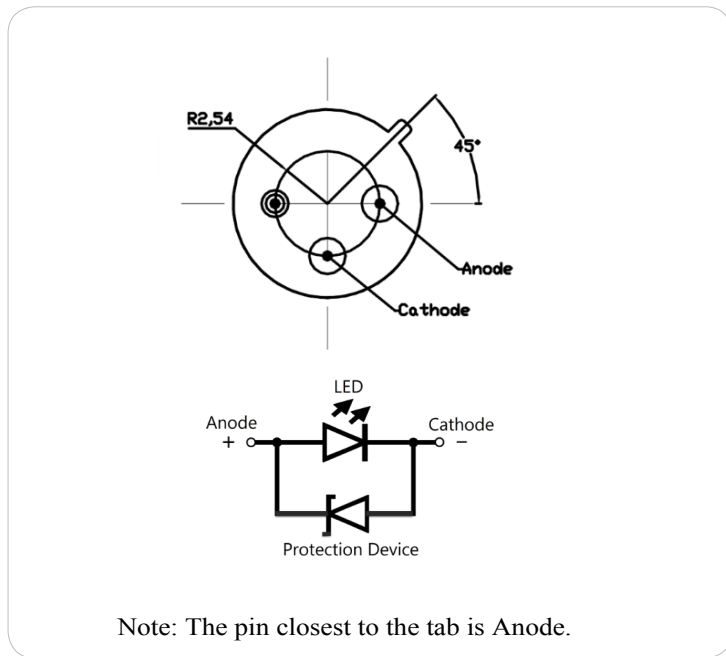 R2,54
45°
Anode
Cathode
LED
Anode
Cathode
+
−
Protection Device
Note: The pin closest to the tab is Anode.